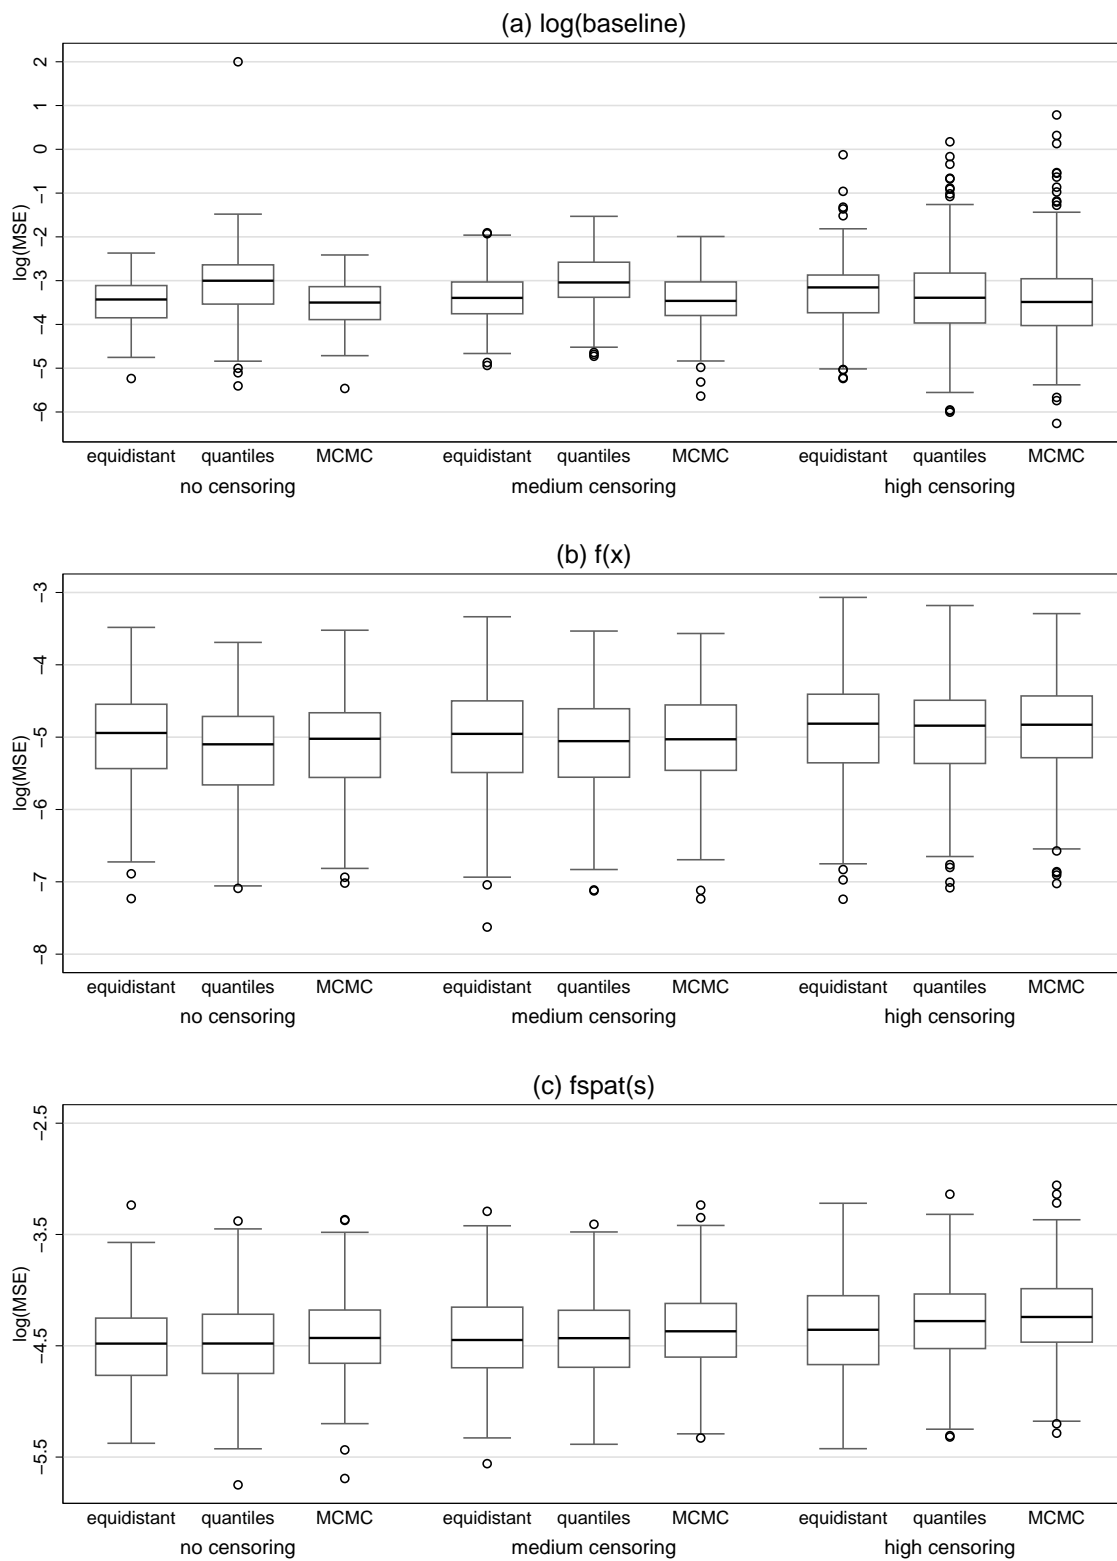 (a) log(baseline)
log(MSE)
2
1
0
−1
−2
−3
−4
−5
−6
equidistant quantiles MCMC equidistant quantiles MCMC equidistant quantiles MCMC
no censoring medium censoring high censoring
(b) f(x)
log(MSE)
−3
−4
−5
−6
−7
−8
equidistant quantiles MCMC equidistant quantiles MCMC equidistant quantiles MCMC
no censoring medium censoring high censoring
(c) fspat(s)
log(MSE)
−2.5
−3.5
−4.5
−5.5
equidistant quantiles MCMC equidistant quantiles MCMC equidistant quantiles MCMC
no censoring medium censoring high censoring